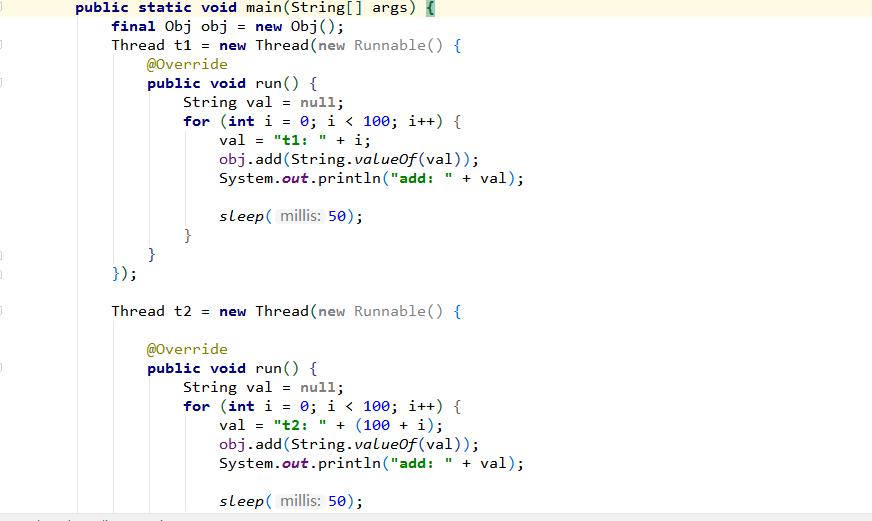 public static void main(String[] args) {
final Obj obj = new Obj();
Thread t1 = new Thread(new Runnable() {
@Override
public void run() {
String val = null;
for (int i = 0; i < 100; i++) {
val = "t1: " + i;
obj.add(String.valueOf(val));
System.out.println("add: " + val);
sleep( millis: 50);
}
}
});
Thread t2 = new Thread(new Runnable() {
@Override
public void run() {
String val = null;
for (int i = 0; i < 100; i++) {
val = "t2: " + (100 + i);
obj.add(String.valueOf(val));
System.out.println("add: " + val);
sleep( millis: 50);